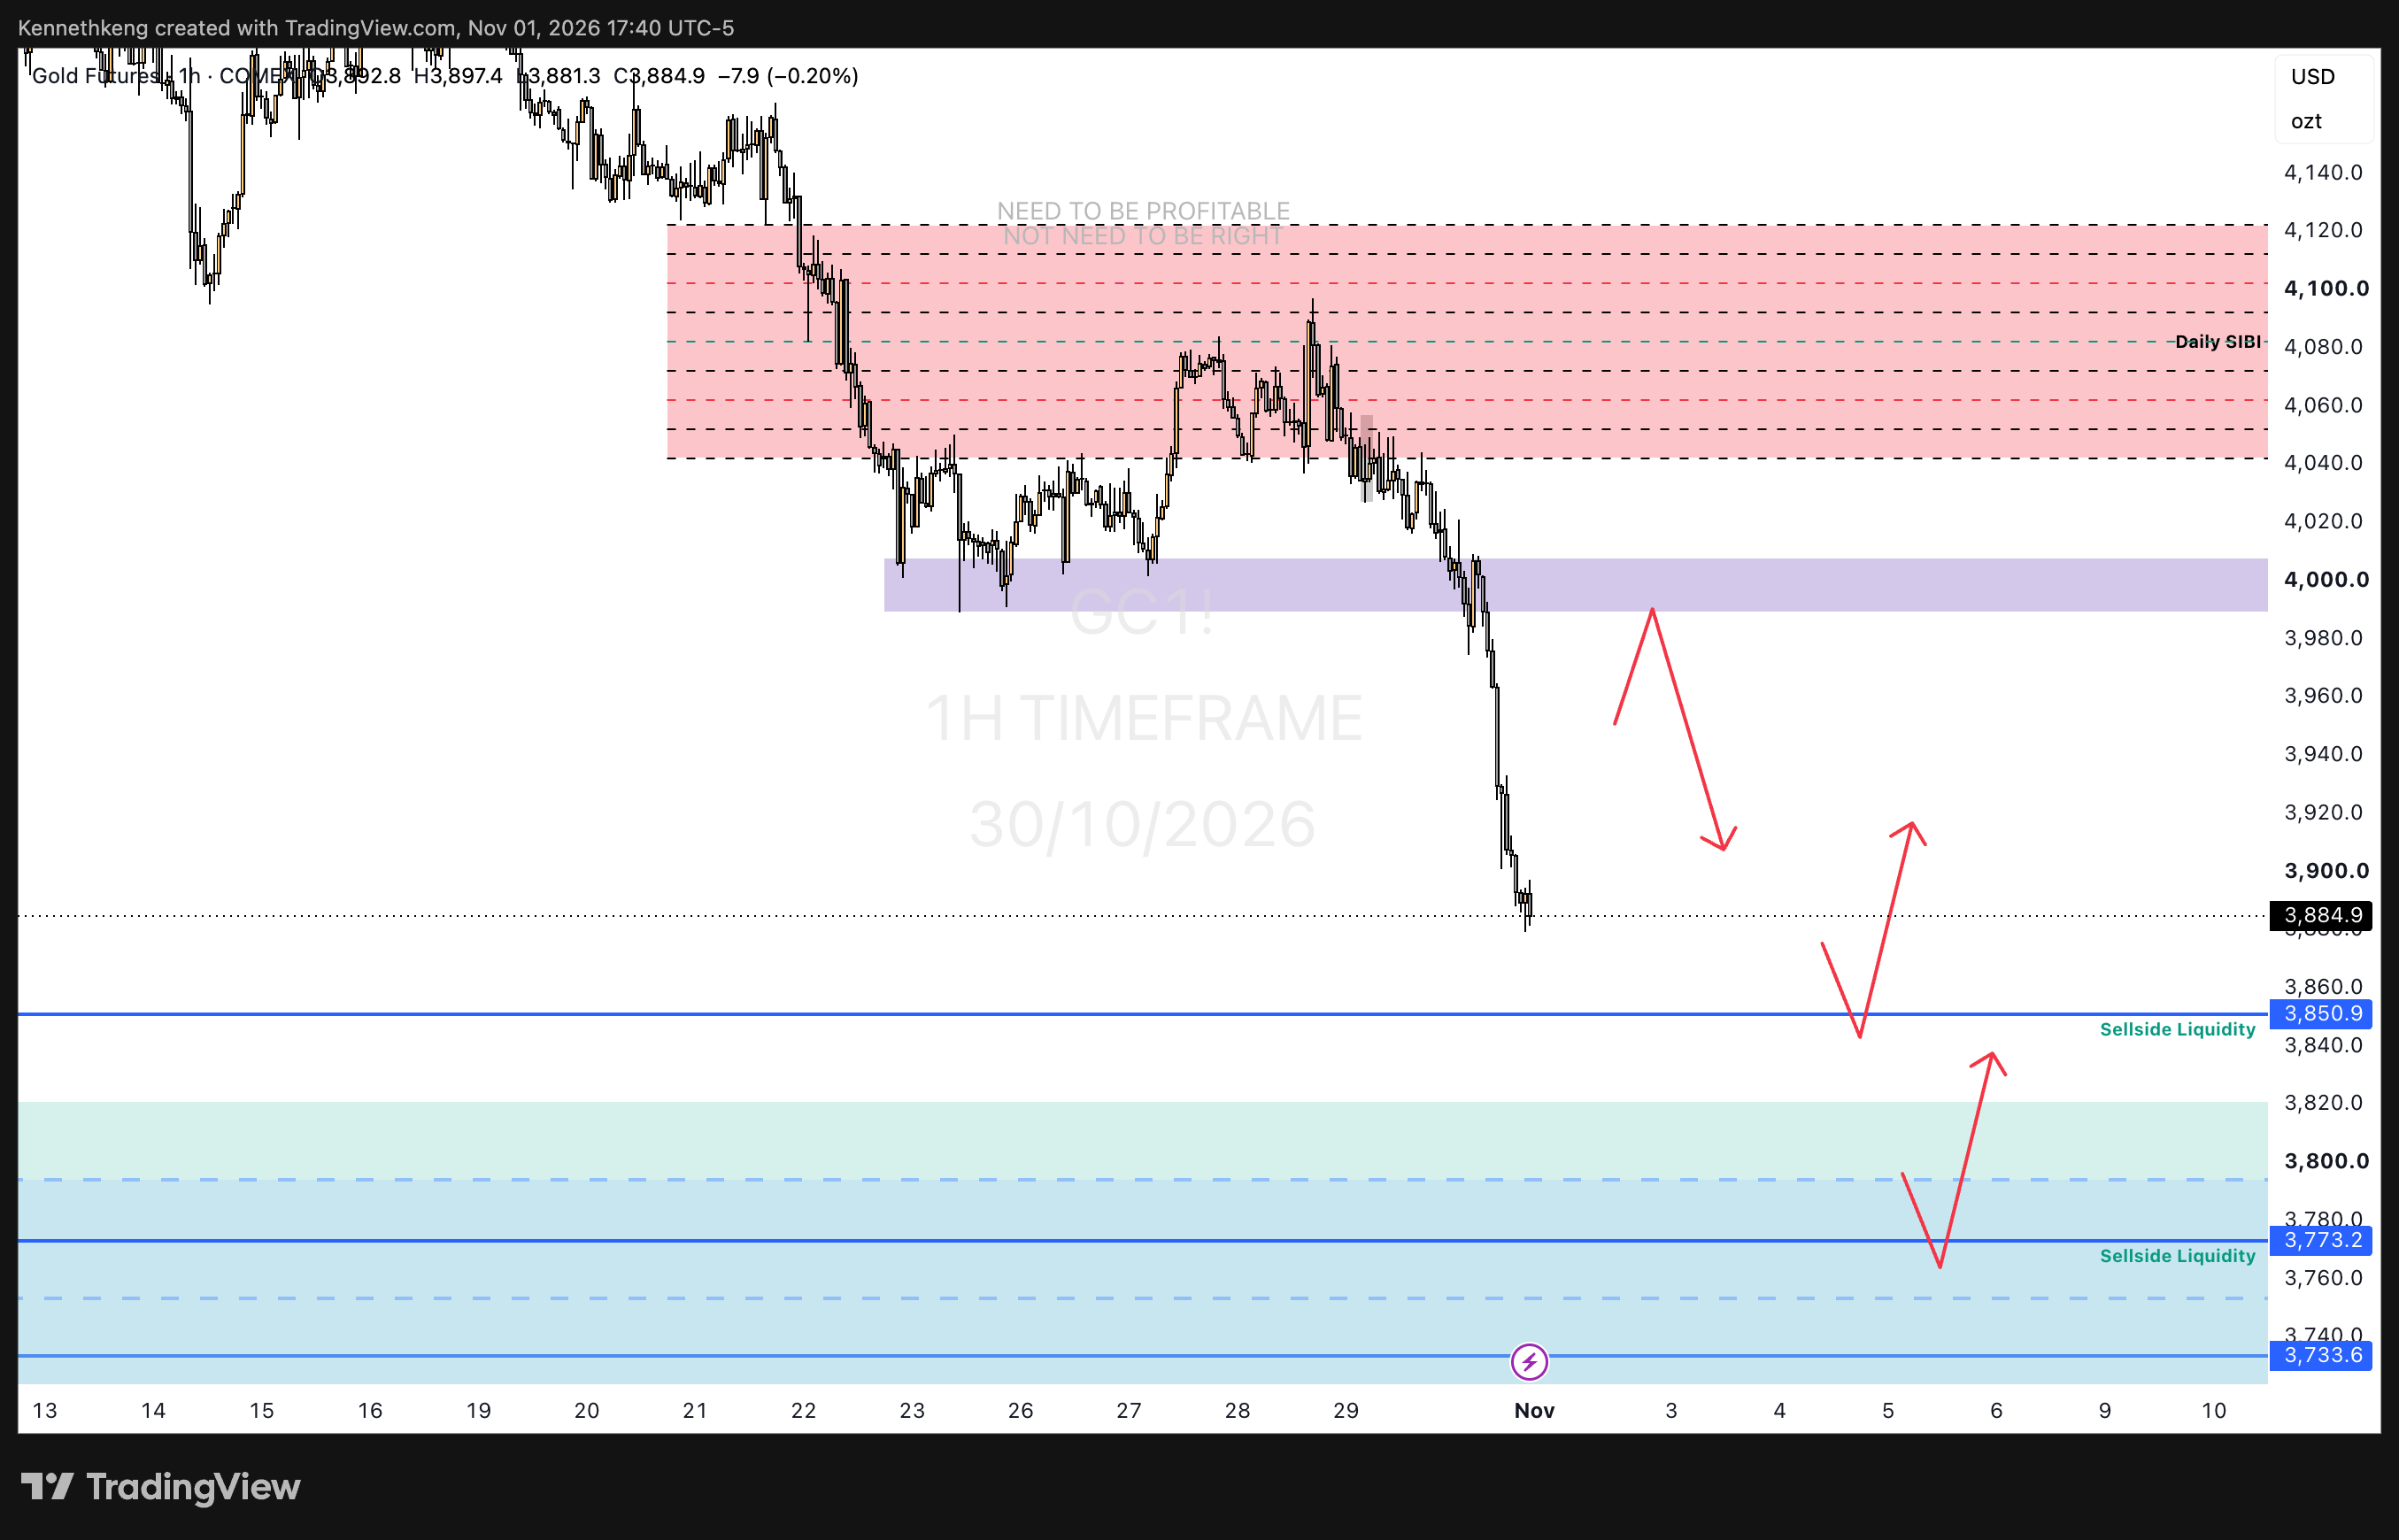 Kennethkeng created with TradingView.com, Nov 01, 2026 17:40 UTC-5
Gold Futures · 1h · COMEX O3,892.8 H3,897.4 L3,881.3 C3,884.9 −7.9 (−0.20%)
USD
ozt
4,140.0
NEED TO BE PROFITABLE
NOT NEED TO BE RIGHT
4,120.0
4,100.0
Daily SIBI
4,080.0
4,060.0
4,040.0
4,020.0
4,000.0
GC1!
3,980.0
3,960.0
1H TIMEFRAME
3,940.0
3,920.0
30/10/2026
3,900.0
3,884.9
3,880.0
3,860.0
3,850.9
Sellside Liquidity
3,840.0
3,820.0
3,800.0
3,780.0
3,773.2
Sellside Liquidity
3,760.0
3,740.0
3,733.6
13 14 15 16 19 20 21 22 23 26 27 28 29 Nov 3 4 5 6 9 10
TradingView